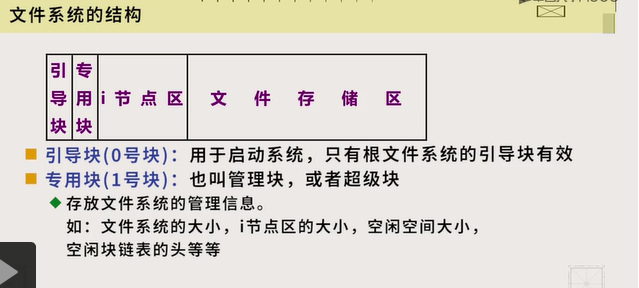 文件系统的结构
引导块 专用块 i节点区 文件存储区
引导块(0号块)：用于启动系统，只有根文件系统的引导块有效
专用块(1号块)：也叫管理块，或者超级块
存放文件系统的管理信息。
如：文件系统的大小，i节点区的大小，空闲空间大小，
空闲块链表的头等等